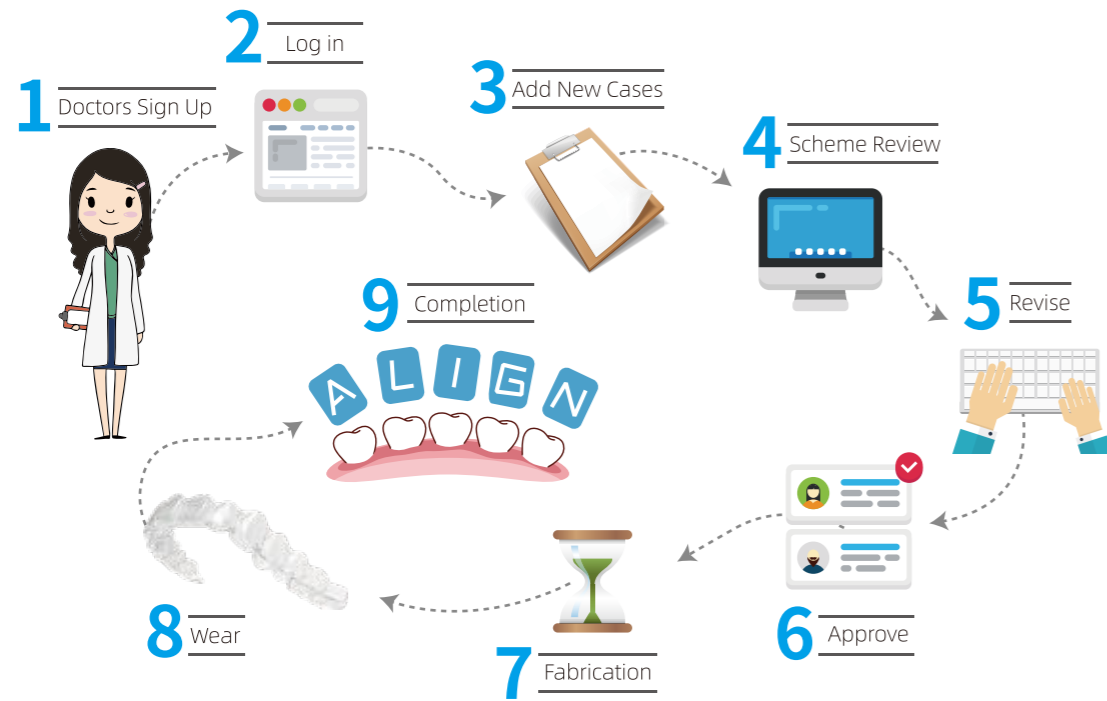 1 Doctors Sign Up
2 Log in
3 Add New Cases
4 Scheme Review
5 Revise
6 Approve
7 Fabrication
8 Wear
9 Completion
ALIGN